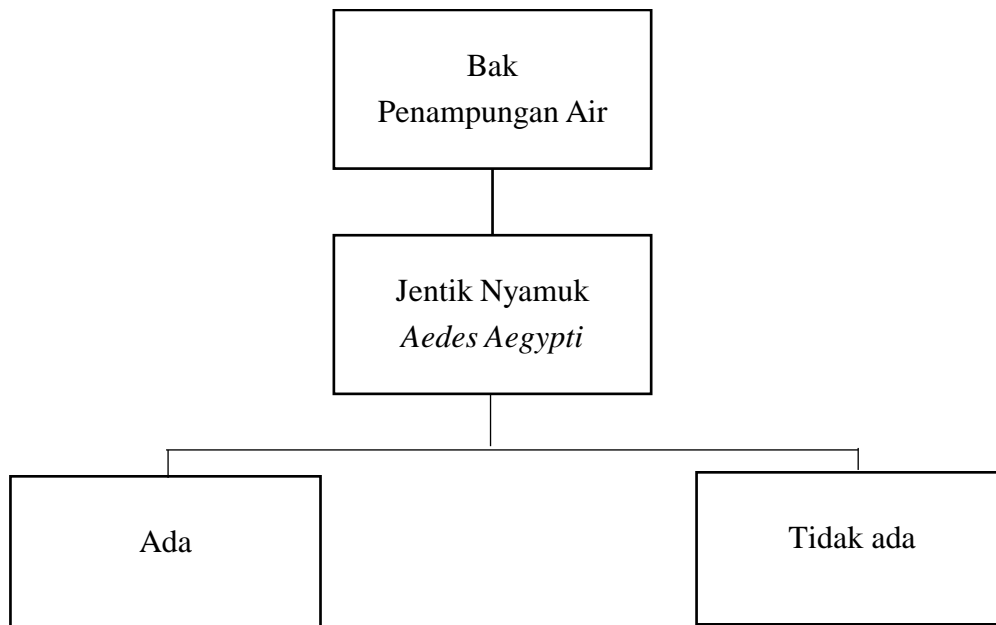 Bak
Penampungan Air
Jentik Nyamuk
Aedes Aegypti
Ada
Tidak ada